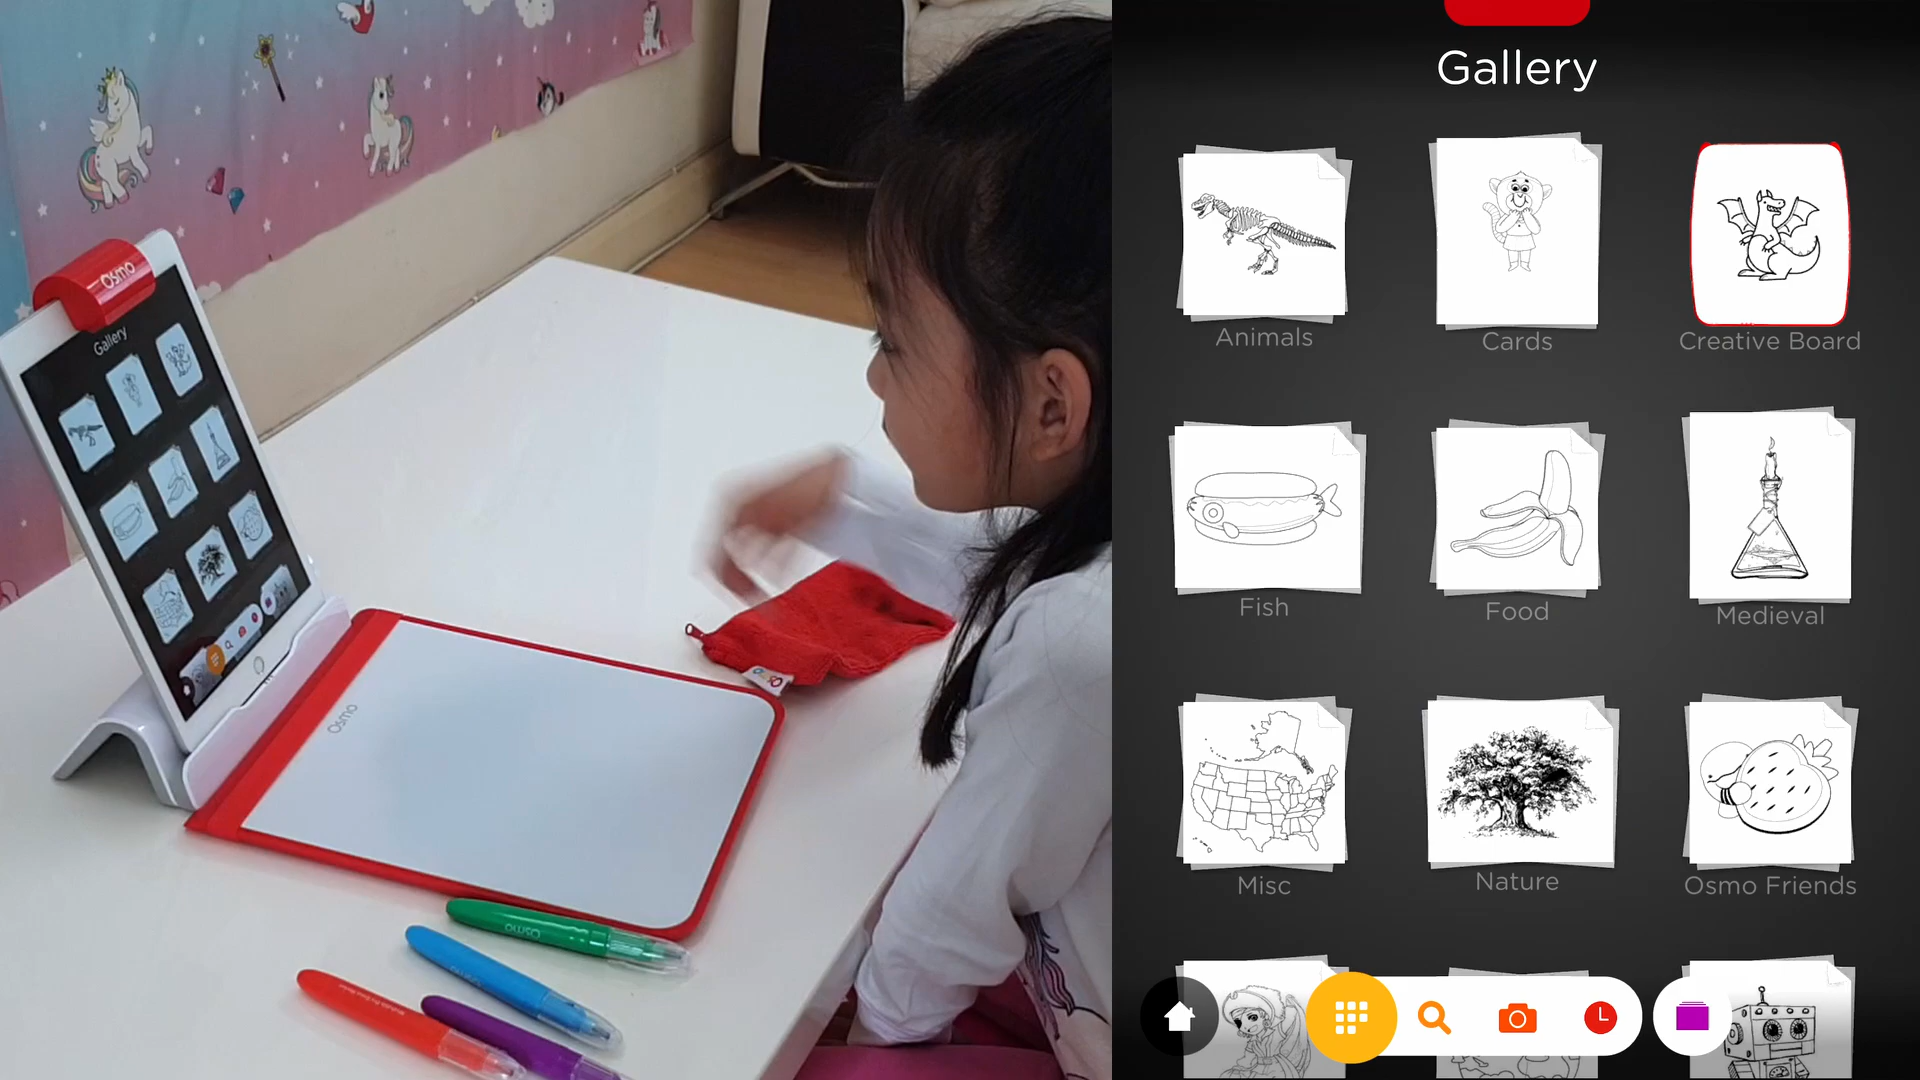 Osmo
Gallery
Osmo
Osmo
Gallery
Animals
Cards
Creative Board
Fish
Food
Medieval
Misc
Nature
Osmo Friends